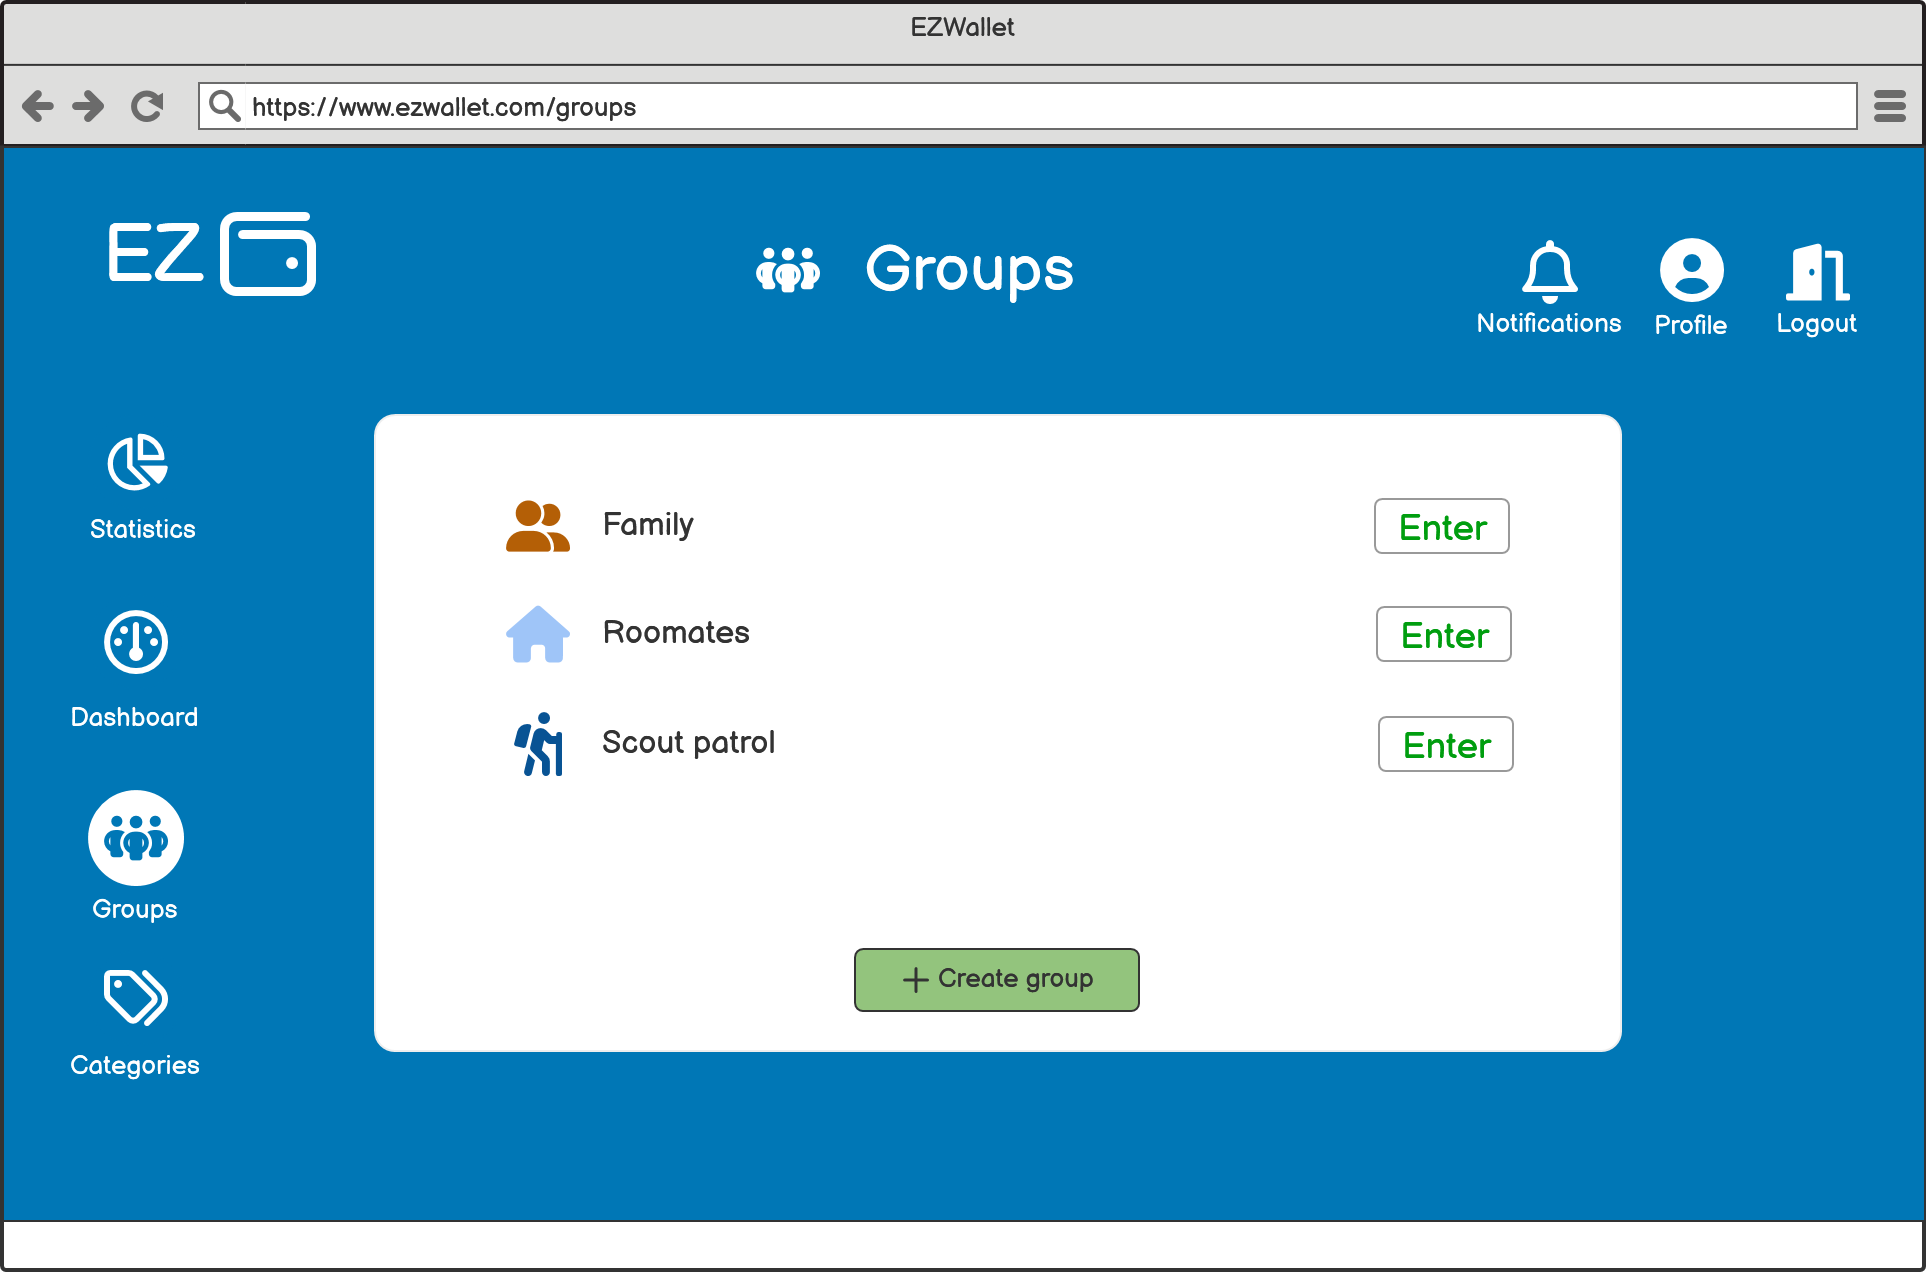 EZWallet
https://www.ezwallet.com/groups
EZ
Groups
Notifications
Profile
Logout
Statistics
Dashboard
Groups
Categories
Family
Enter
Roomates
Enter
Scout patrol
Enter
+ Create group